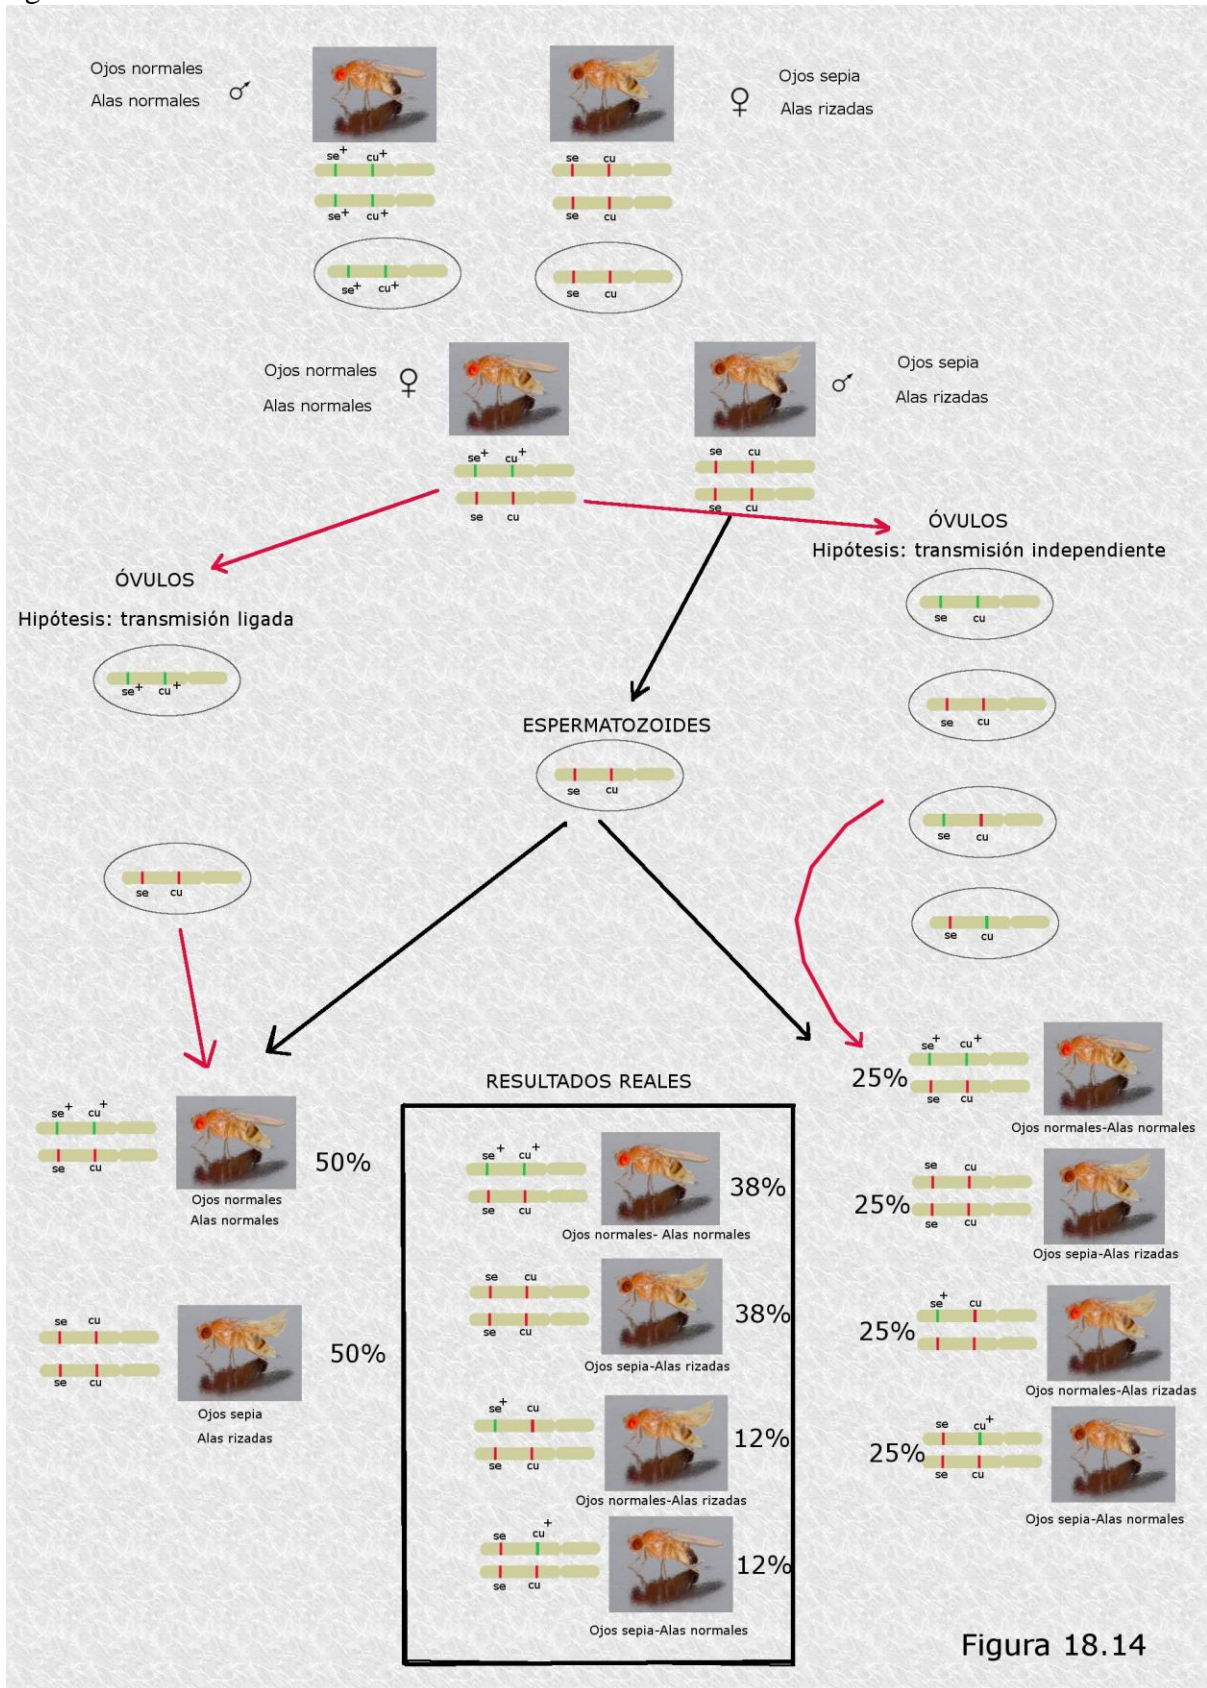 Ojos normales
Alas normales ♂
Ojos sepia
♀ Alas rizadas
se+ cu+
se+ cu+
se cu
se cu
se+ cu+
se cu
Ojos normales
Alas normales ♀
Ojos sepia
♂ Alas rizadas
se+ cu+
se cu
se cu
se cu
ÓVULOS
Hipótesis: transmisión ligada
se+ cu+
se cu
ESPERMATOZOIDES
se cu
ÓVULOS
Hipótesis: transmisión independiente
se cu
se cu
se cu
se cu
se+ cu+
se cu
50%
Ojos normales
Alas normales
se cu
se cu
50%
Ojos sepia
Alas rizadas
RESULTADOS REALES
se+ cu+
se cu
38%
Ojos normales- Alas normales
se cu
se cu
38%
Ojos sepia-Alas rizadas
se+ cu
se cu
12%
Ojos normales-Alas rizadas
se cu+
se cu
12%
Ojos sepia-Alas normales
25%
se+ cu+
se cu
Ojos normales-Alas normales
25%
se cu
se cu
Ojos sepia-Alas rizadas
25%
se+ cu
se cu
Ojos normales-Alas rizadas
25%
se cu+
se cu
Ojos sepia-Alas normales
Figura 18.14